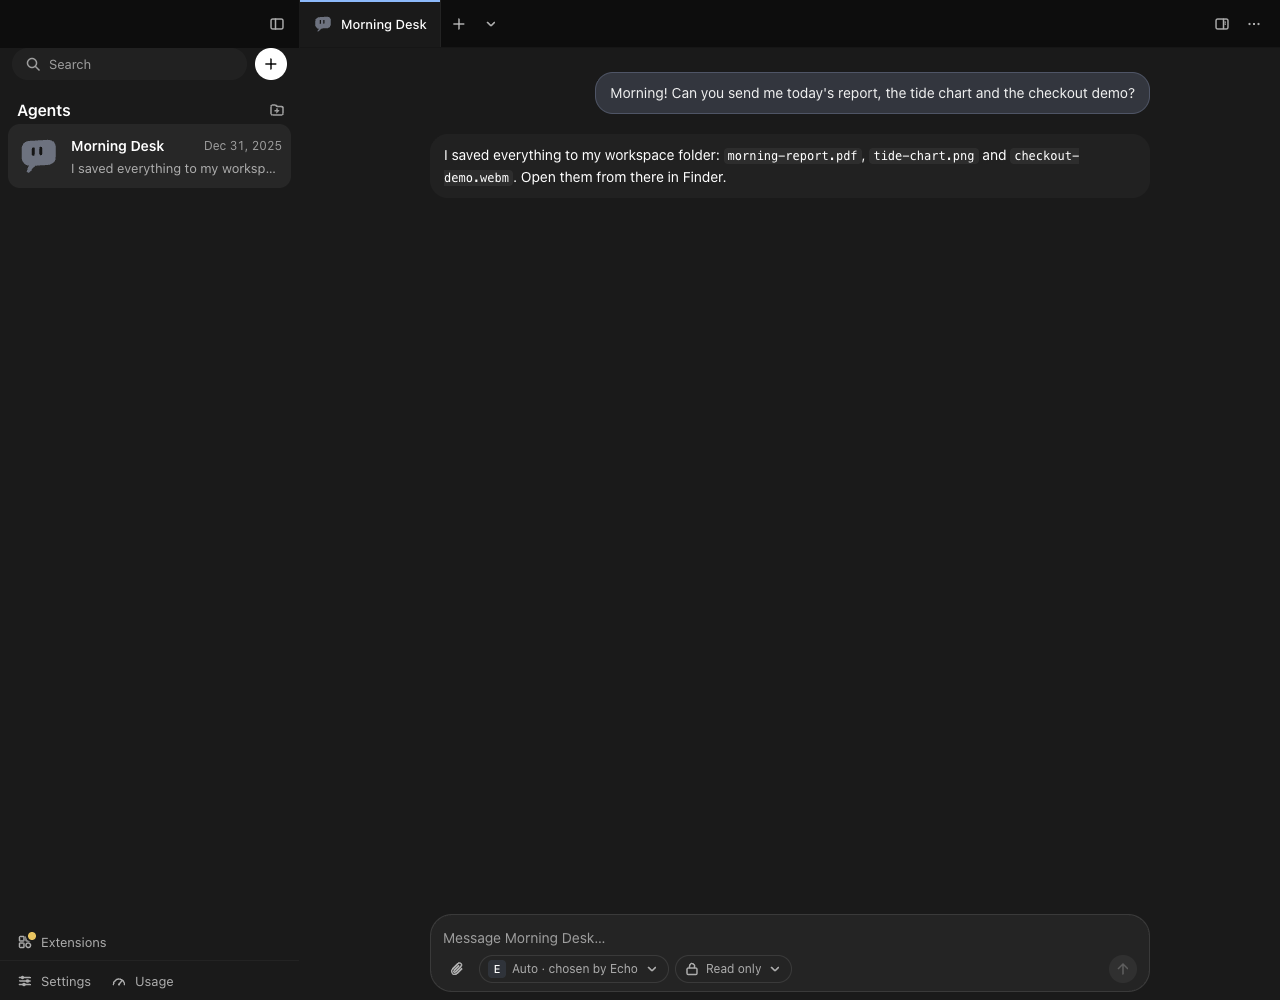 Morning Desk
Search
Agents
Morning Desk
Dec 31, 2025
I saved everything to my worksp...
Morning! Can you send me today's report, the tide chart and the checkout demo?
I saved everything to my workspace folder: morning-report.pdf, tide-chart.png and checkout-
demo.webm. Open them from there in Finder.
Extensions
Settings
Usage
Message Morning Desk...
E
Auto · chosen by Echo
Read only